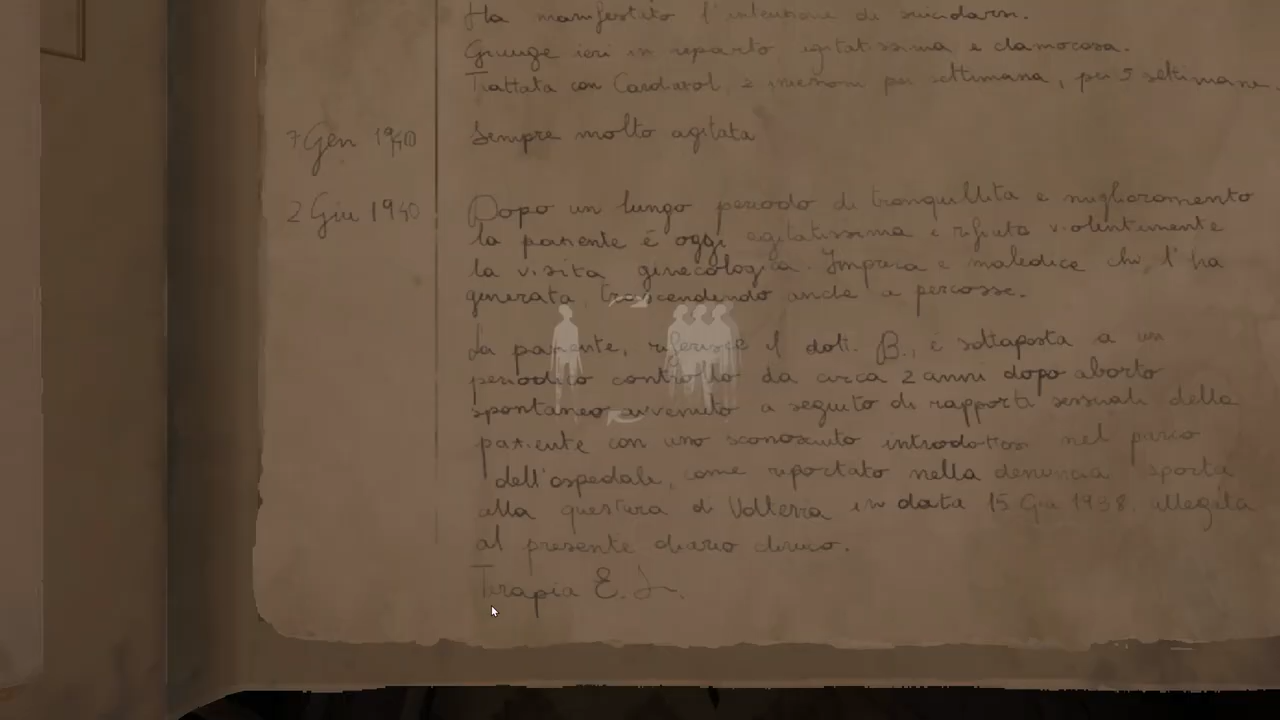 Ha manifestato l'intenzione di suicidarsi.
Giunge ieri in reparto agitatissima e clamorosa.
Trattata con Cardiazol, 2 iniezioni per settimana, per 5 settimane.
7 Gen 1940
Sempre molto agitata
2 Giu 1940
Dopo un lungo periodo di tranquillità e miglioramento
la paziente è oggi agitatissima e rifiuta violentemente
la visita ginecologica. Impreca e maledice chi l'ha
generata, trascendendo anche a percosse.
La paziente, riferisce il dott. B., è sottoposta a un
periodico controllo da circa 2 anni dopo aborto
spontaneo avvenuto a seguito di rapporti sessuali della
paziente con uno sconosciuto introdottosi nel parco
dell'ospedale, come riportato nella denuncia sporta
alla questura di Volterra in data 15 Giu 1938, allegata
al presente diario clinico.
Terapia E.